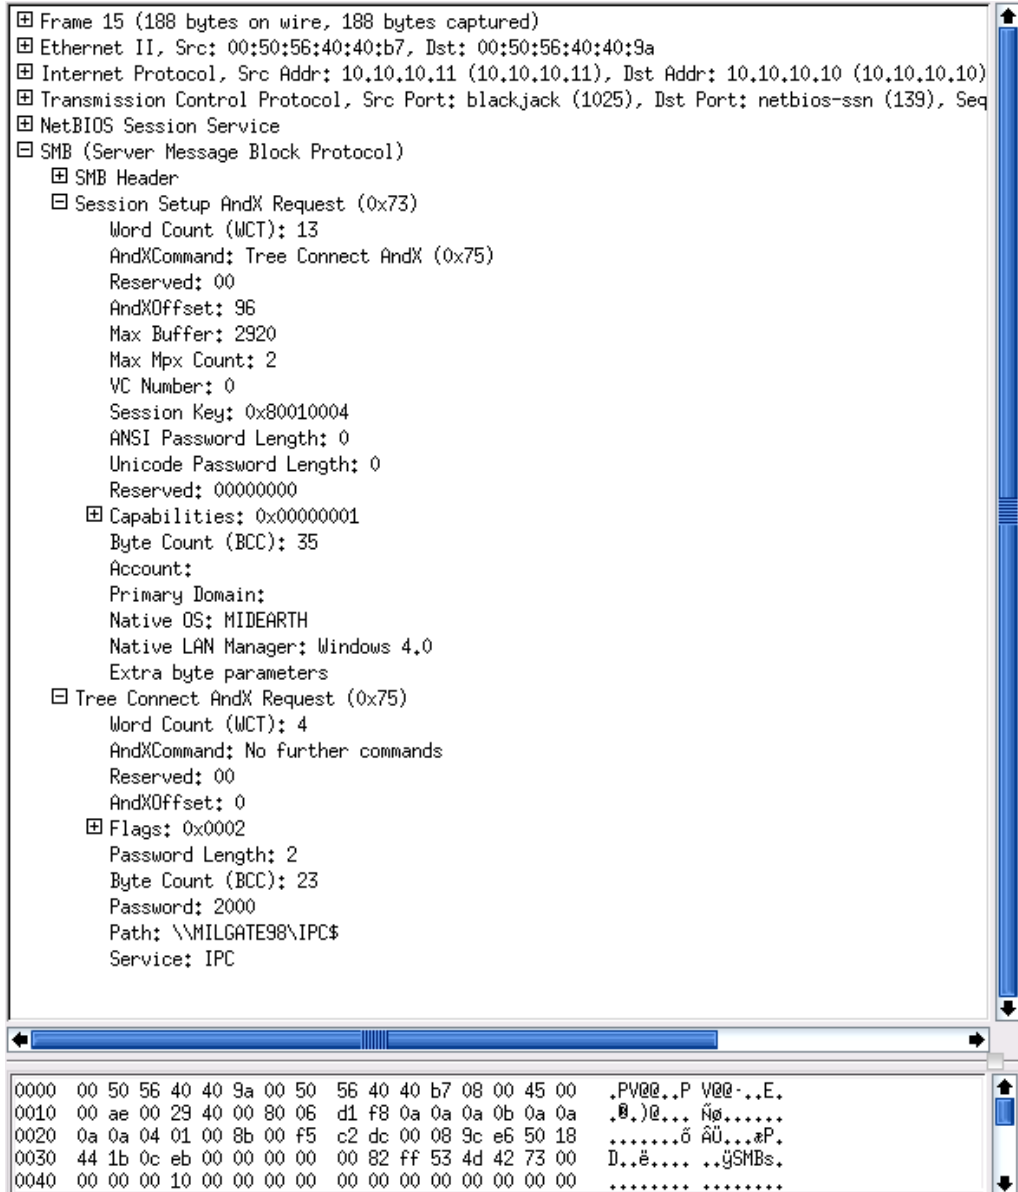 Frame 15 (188 bytes on wire, 188 bytes captured)
Ethernet II, Src: 00:50:56:40:40:b7, Dst: 00:50:56:40:40:9a
Internet Protocol, Src Addr: 10.10.10.11 (10.10.10.11), Dst Addr: 10.10.10.10 (10.10.10.10)
Transmission Control Protocol, Src Port: blackjack (1025), Dst Port: netbios-ssn (139), Seq
NetBIOS Session Service
SMB (Server Message Block Protocol)
SMB Header
Session Setup AndX Request (0x73)
Word Count (WCT): 13
AndXCommand: Tree Connect AndX (0x75)
Reserved: 00
AndXOffset: 96
Max Buffer: 2920
Max Mpx Count: 2
VC Number: 0
Session Key: 0x80010004
ANSI Password Length: 0
Unicode Password Length: 0
Reserved: 00000000
Capabilities: 0x00000001
Byte Count (BCC): 35
Account:
Primary Domain:
Native OS: MIDEARTH
Native LAN Manager: Windows 4.0
Extra byte parameters
Tree Connect AndX Request (0x75)
Word Count (WCT): 4
AndXCommand: No further commands
Reserved: 00
AndXOffset: 0
Flags: 0x0002
Password Length: 2
Byte Count (BCC): 23
Password: 2000
Path: \\MILGATE98\IPC$
Service: IPC
0000 00 50 56 40 40 9a 00 50 56 40 40 b7 08 00 45 00 .PV@@..P V@@·..E.
0010 00 ae 00 29 40 00 80 06 d1 f8 0a 0a 0a 0b 0a 0a .®.)@... Ñø......
0020 0a 0a 04 01 00 8b 00 f5 c2 dc 00 08 9c e6 50 18 .......õ ÂÜ...æP.
0030 44 1b 0c eb 00 00 00 00 00 82 ff 53 4d 42 73 00 D..ë.... ..ÿSMBs.
0040 00 00 00 10 00 00 00 00 00 00 00 00 00 00 00 00 ........ ........